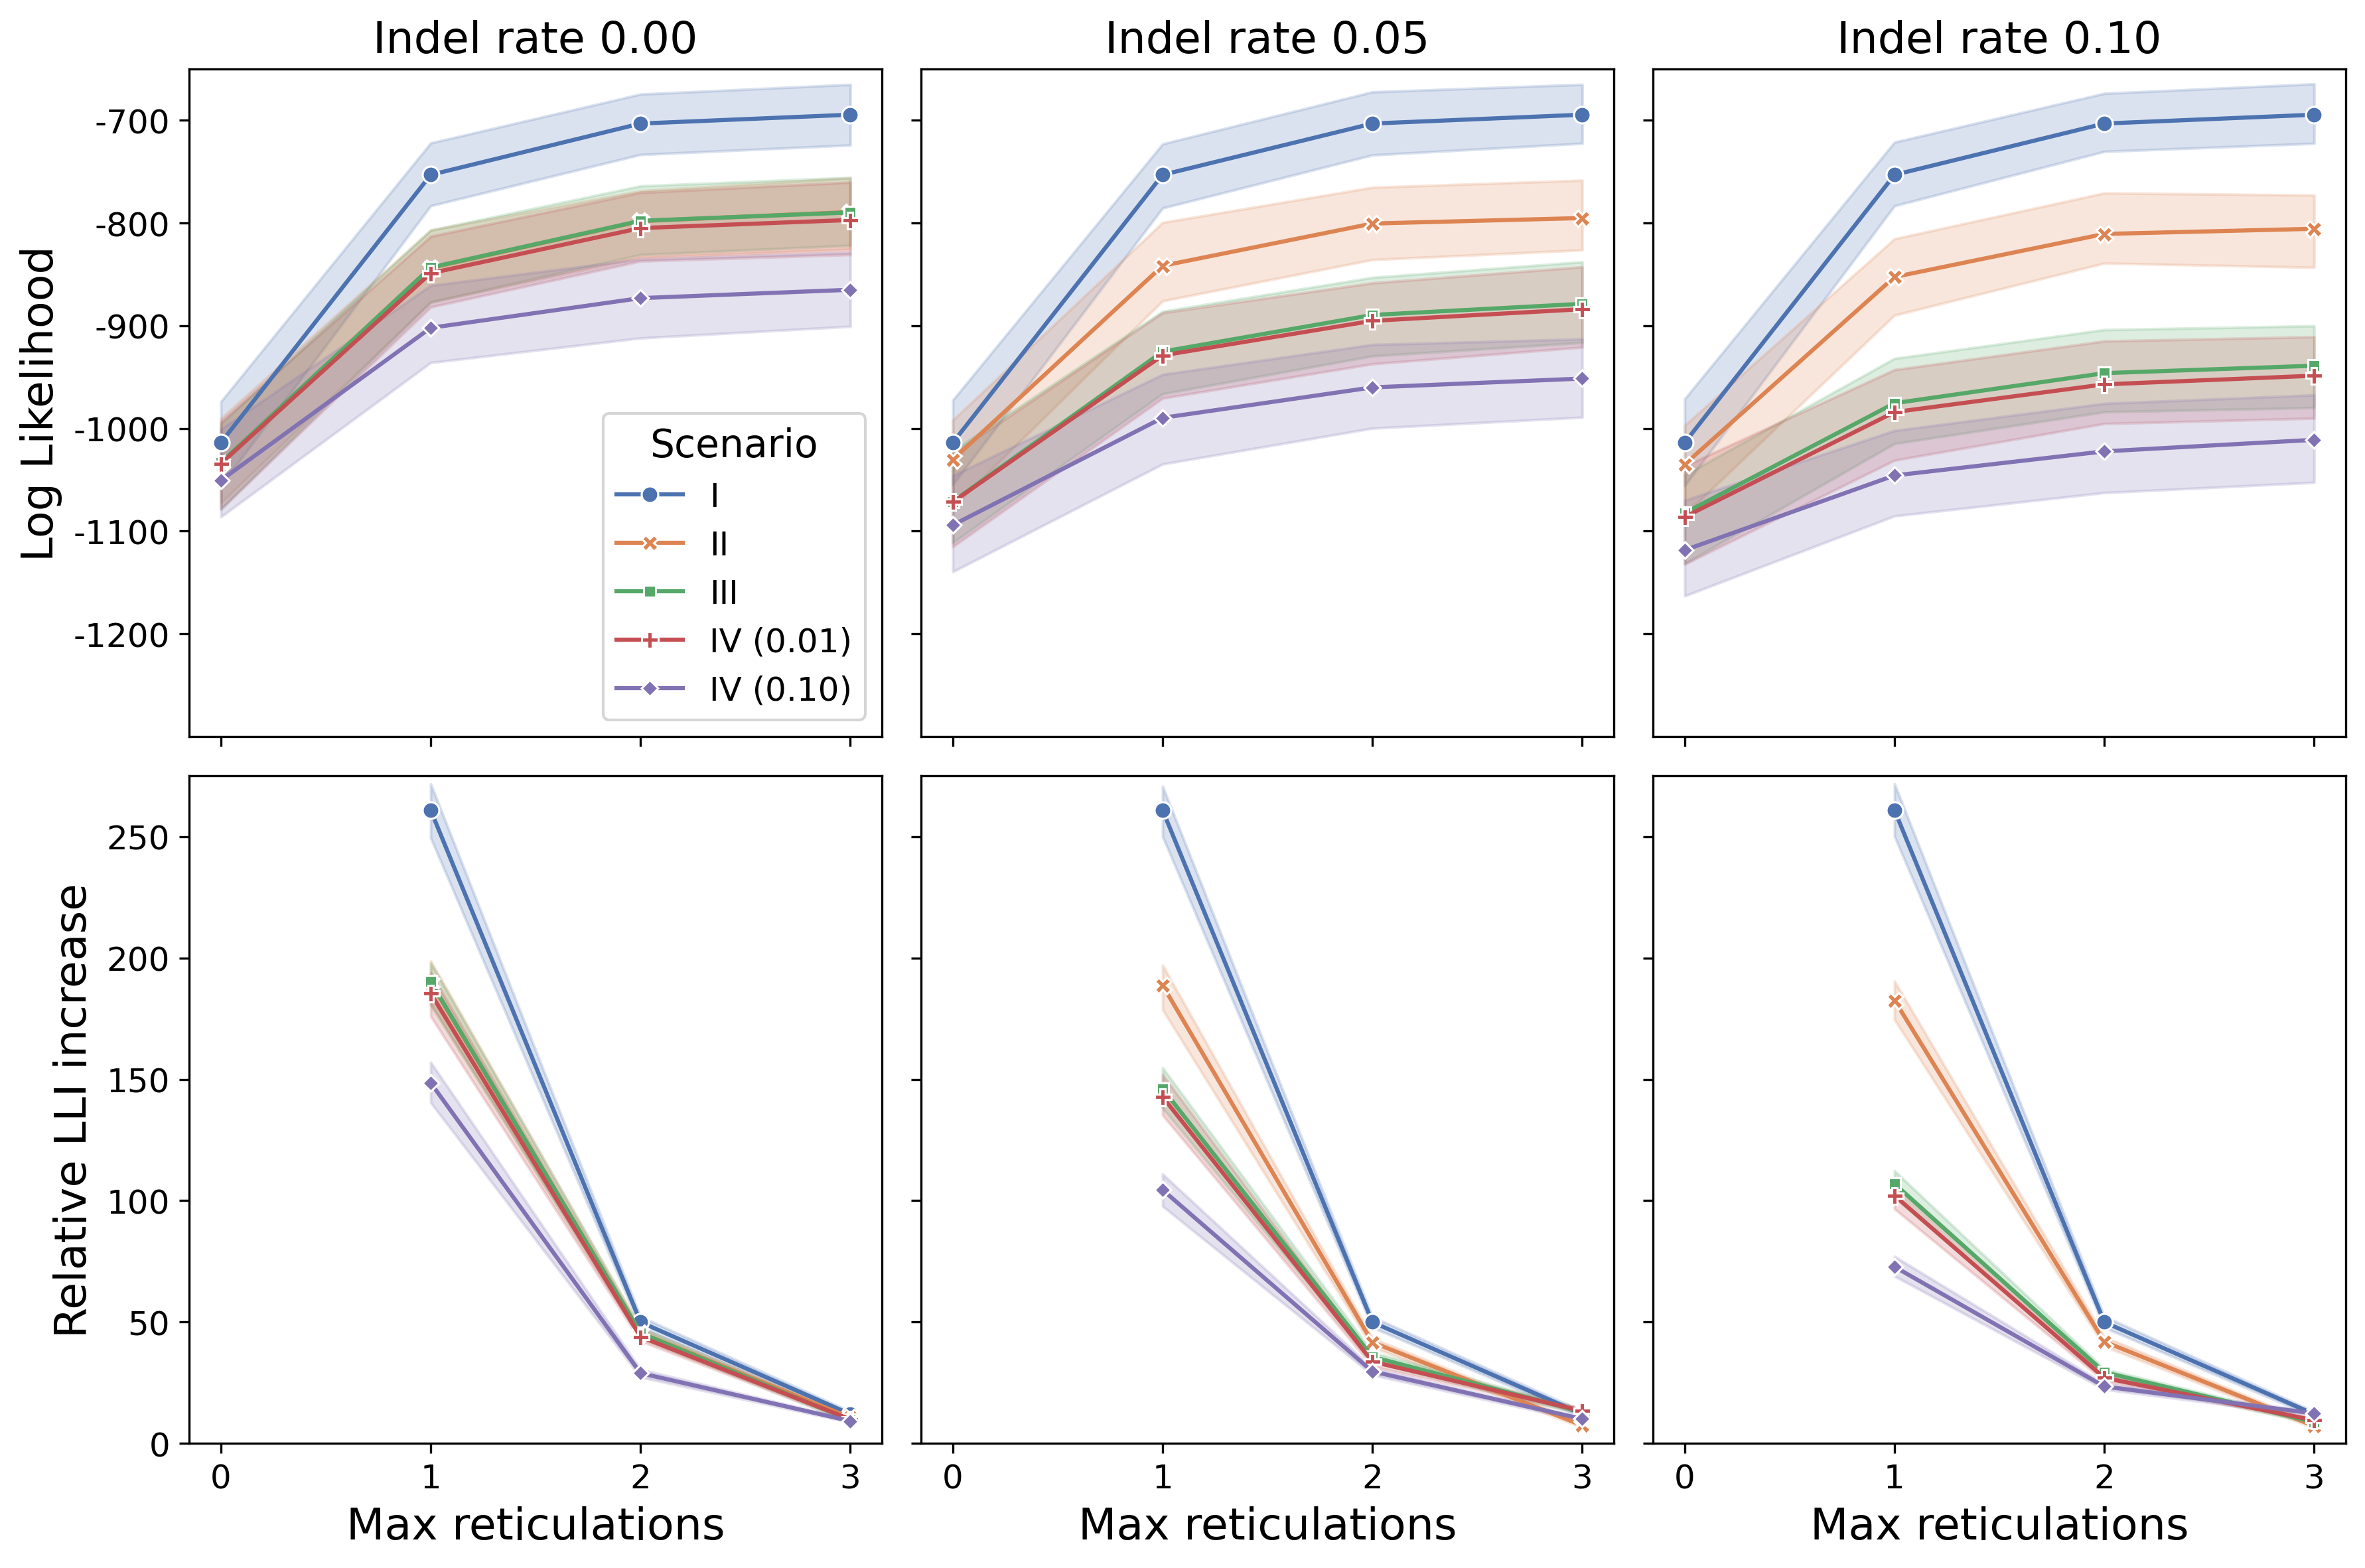 Indel rate 0.00
Indel rate 0.05
Indel rate 0.10
Log Likelihood
-700
-800
-900
-1000
-1100
-1200
Scenario
I
II
III
IV (0.01)
IV (0.10)
Relative LLI increase
250
200
150
100
50
0
0 1 2 3
0 1 2 3
0 1 2 3
Max reticulations
Max reticulations
Max reticulations